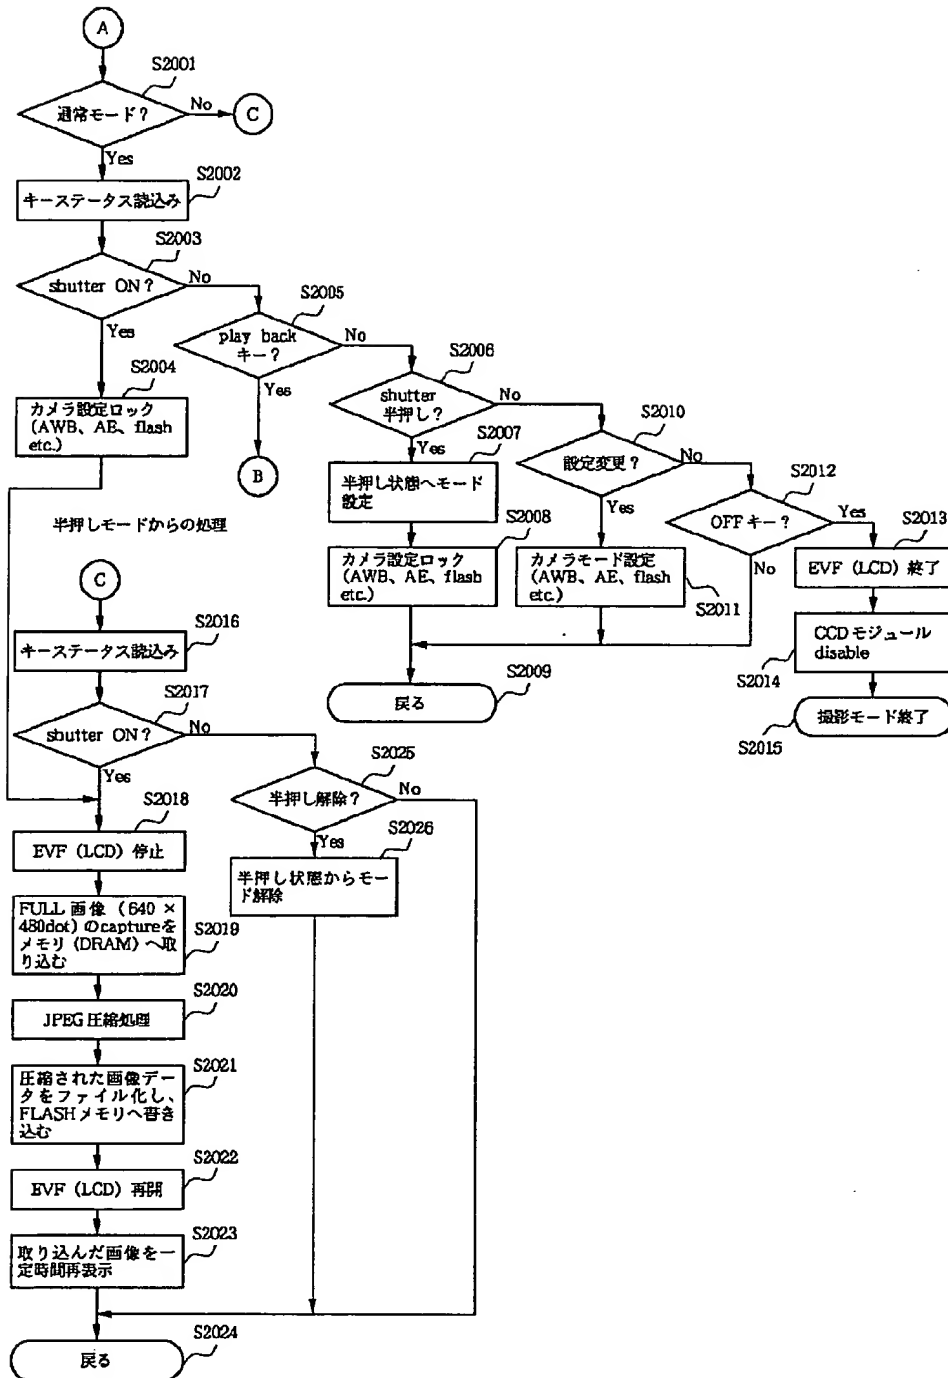 A
S2001
通常モード？
No
C
Yes
S2002
キーステータス読込み
S2003
shutter ON？
No
Yes
S2005
play back
キー？
No
Yes
B
S2004
カメラ設定ロック
(AWB、AE、flash
etc.)
S2006
shutter
半押し？
No
Yes
S2007
半押し状態へモード
設定
S2008
カメラ設定ロック
(AWB、AE、flash
etc.)
S2010
設定変更？
No
Yes
カメラモード設定
(AWB、AE、flash
etc.)
S2011
S2012
OFFキー？
Yes
No
S2013
EVF (LCD) 終了
CCDモジュール
disable
S2014
撮影モード終了
S2015
S2009
戻る
半押しモードからの処理
C
S2016
キーステータス読込み
S2017
shutter ON？
No
Yes
S2025
半押し解除？
No
Yes
S2026
半押し状態からモー
ド解除
S2018
EVF (LCD) 停止
FULL 画像 (640 ×
480dot) のcaptureを
メモリ (DRAM) へ取
り込む
S2019
S2020
JPEG圧縮処理
S2021
圧縮された画像デー
タをファイル化し、
FLASHメモリへ書き
込む
S2022
EVF (LCD) 再開
S2023
取り込んだ画像を一
定時間再表示
S2024
戻る